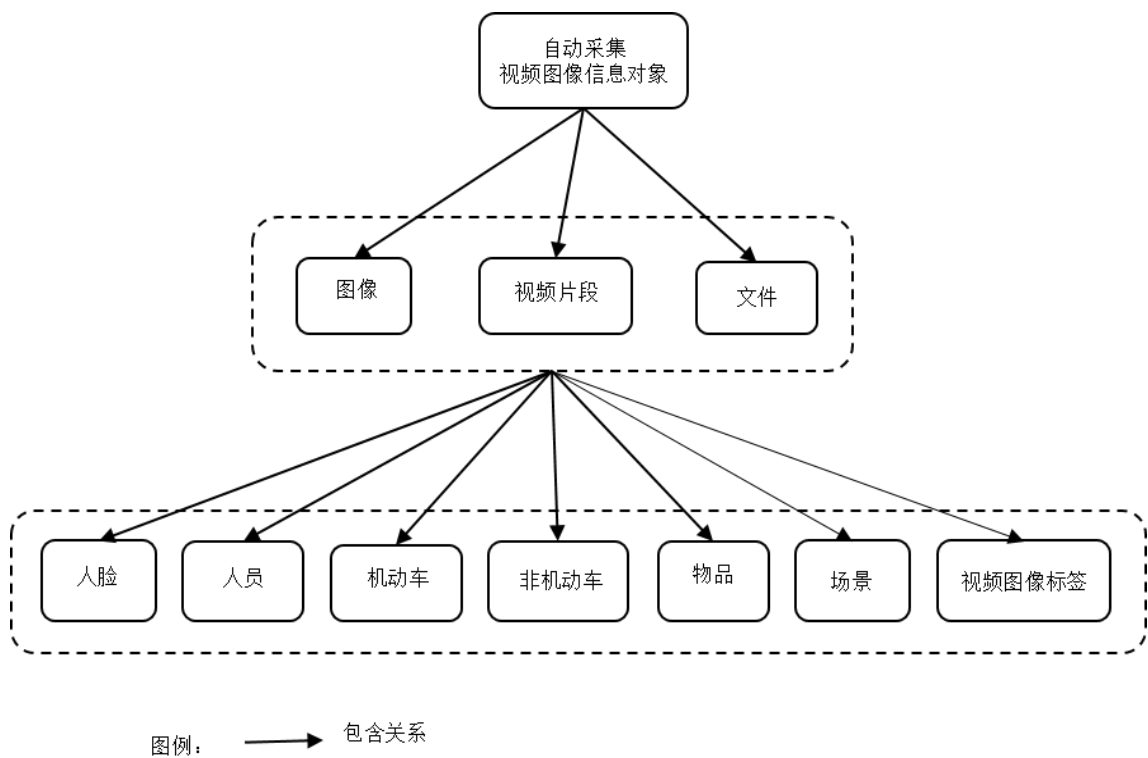 自动采集
视频图像信息对象
图像
视频片段
文件
人脸
人员
机动车
非机动车
物品
场景
视频图像标签
图例：
包含关系